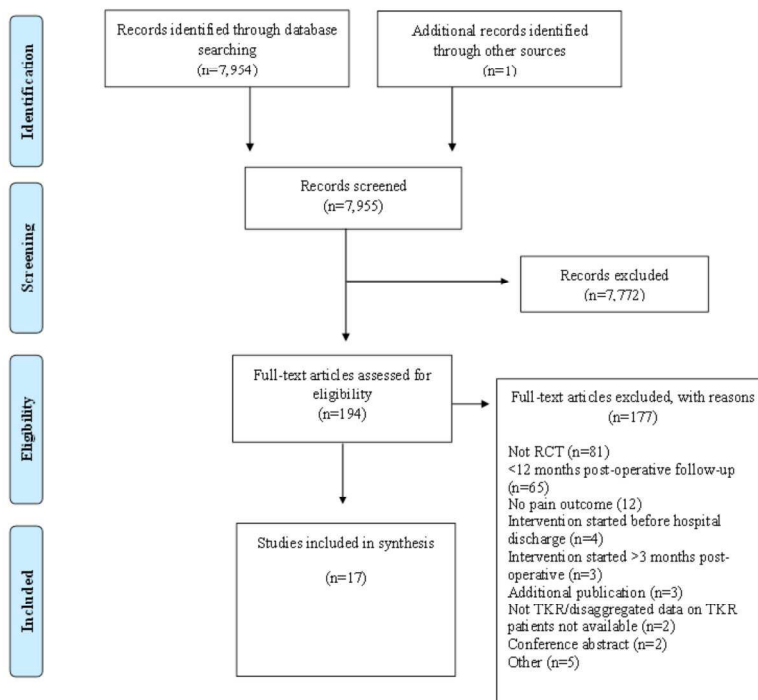 Identification
Records identified through database
searching
(n=7,954)
Additional records identified
through other sources
(n=1)
Screening
Records screened
(n=7,955)
Records excluded
(n=7,772)
Eligibility
Full-text articles assessed for
eligibility
(n=194)
Full-text articles excluded, with reasons
(n=177)
Not RCT (n=81)
<12 months post-operative follow-up
(n=65)
No pain outcome (12)
Intervention started before hospital
discharge (n=4)
Intervention started >3 months post-
operative (n=3)
Additional publication (n=3)
Not TKR/disaggregated data on TKR
patients not available (n=2)
Conference abstract (n=2)
Other (n=5)
Included
Studies included in synthesis
(n=17)